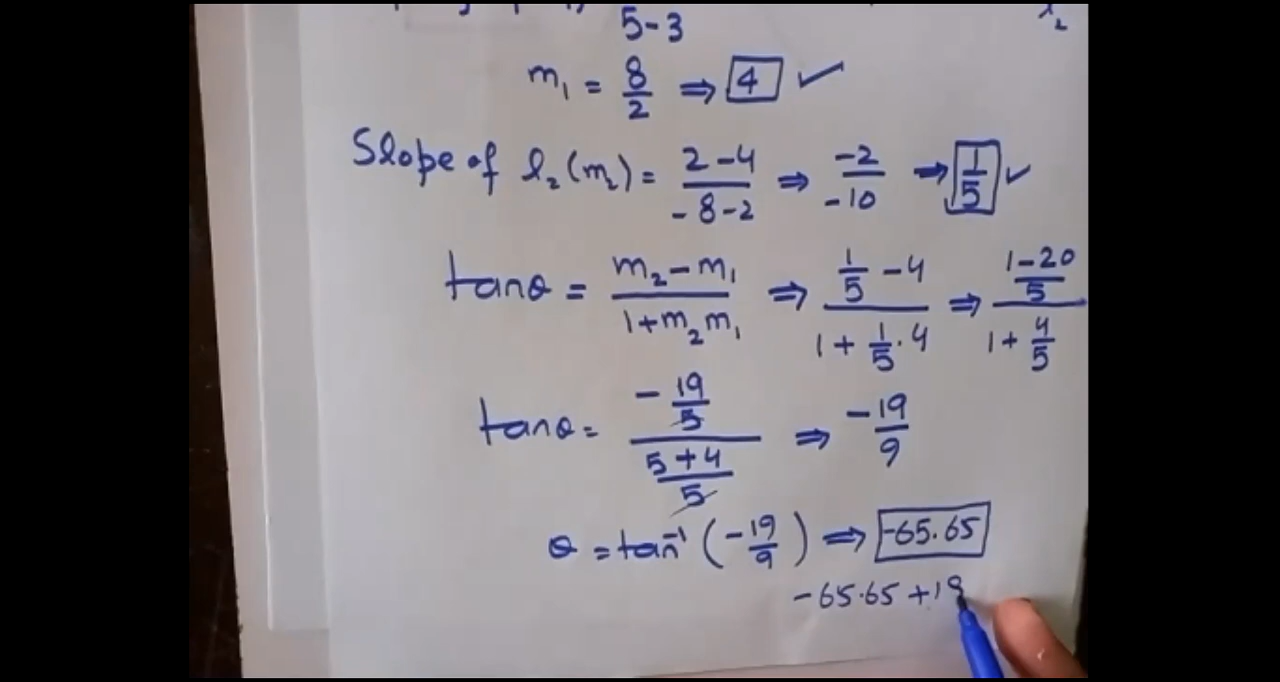 5-3
m₁ = 8/2 ⇒ 4 ✓
Slope of l₂(m₂) = 2-4/-8-2 ⇒ -2/-10 → 1/5 ✓
tanθ = m₂-m₁/1+m₂m₁ ⇒ 1/5 -4/1+1/5·4 ⇒ 1-20/5/1+4/5
tanθ = -19/5/5+4/5 ⇒ -19/9
θ = tan⁻¹(-19/9) ⇒ -65.65
-65.65+18